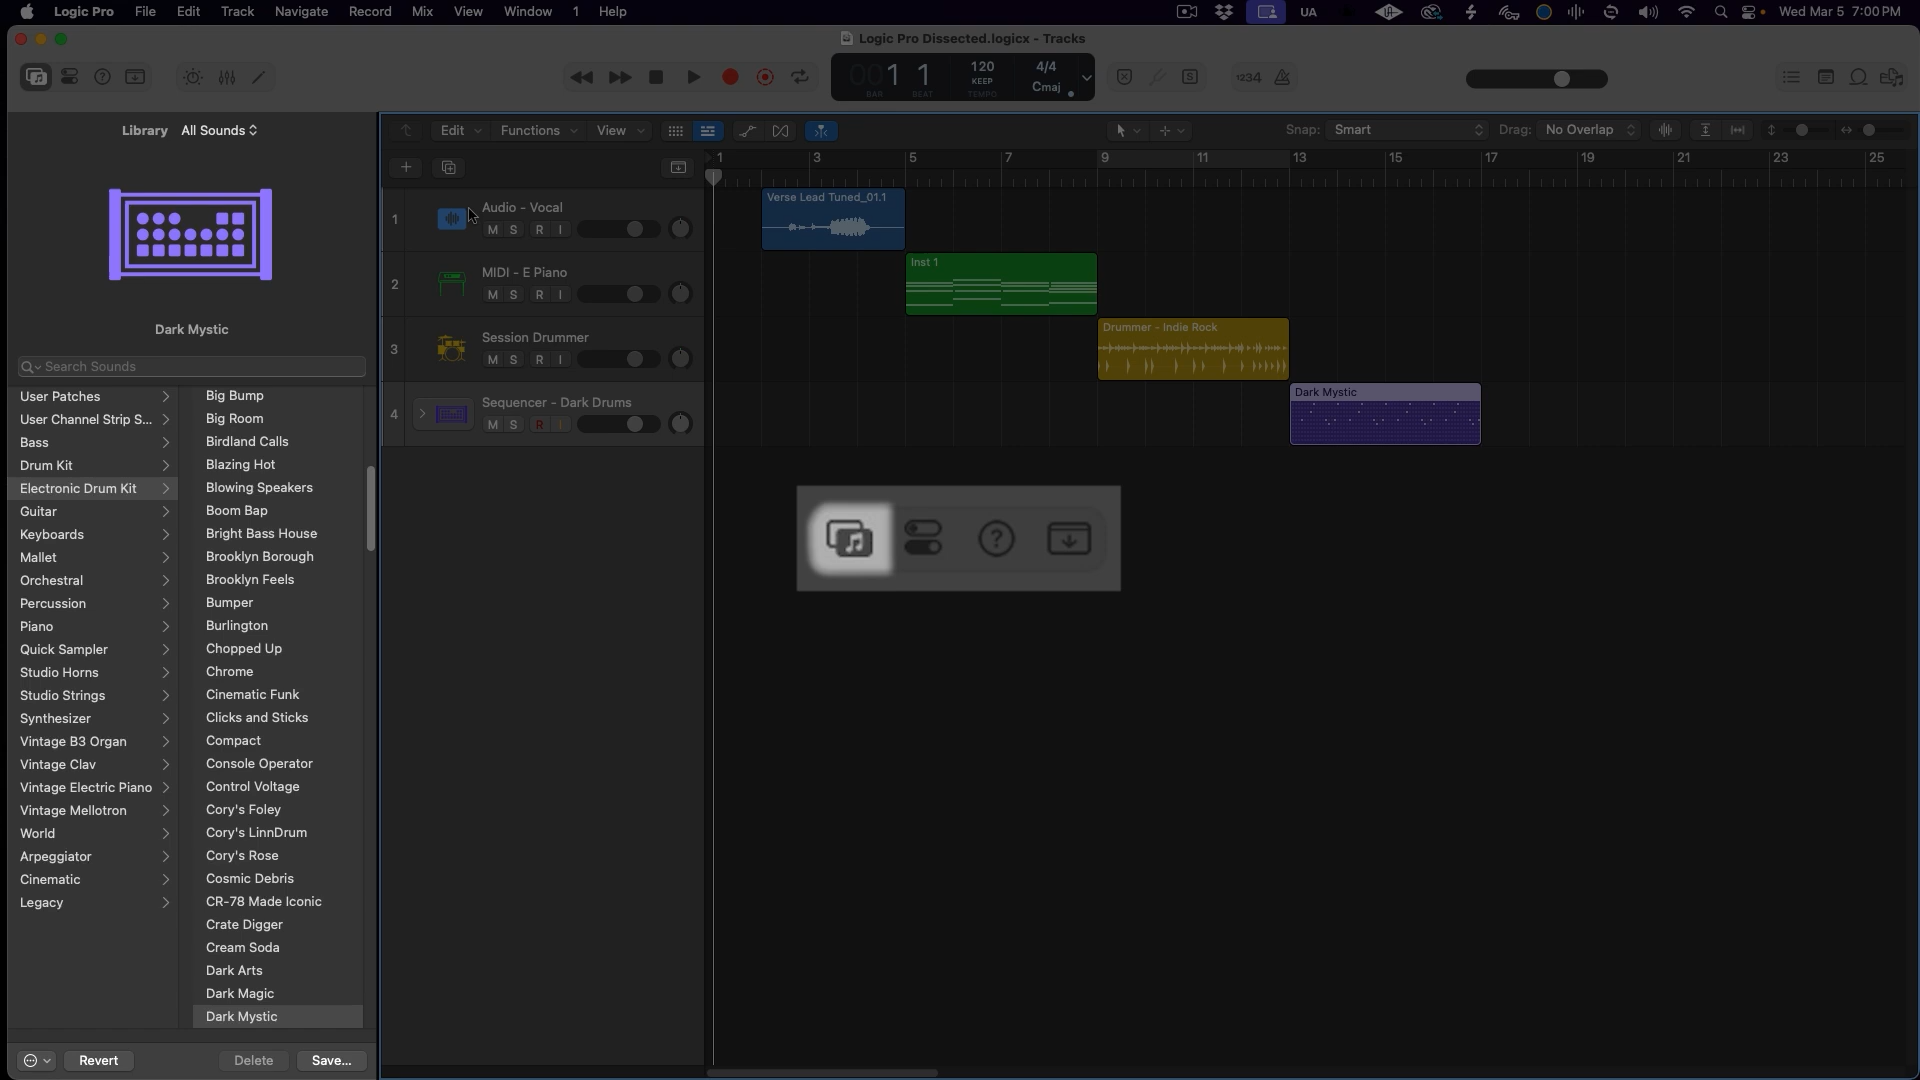 Logic Pro File Edit Track Navigate Record Mix View Window 1 Help UA Wed Mar 5 7:00 PM
Logic Pro Dissected.logicx - Tracks
001 1 120 4/4
KEEP
BAR BEAT TEMPO Cmaj
1234
Library All Sounds
Edit Functions View Snap: Smart Drag: No Overlap
1 3 5 7 9 11 13 15 17 19 21 23 25
1 Audio - Vocal
M S R I
Verse Lead Tuned_01.1
2 MIDI - E Piano
M S R I
Inst 1
3 Session Drummer
M S R I
Drummer - Indie Rock
4 Sequencer - Dark Drums
M S R I
Dark Mystic
Dark Mystic
Search Sounds
User Patches
User Channel Strip S...
Bass
Drum Kit
Electronic Drum Kit
Guitar
Keyboards
Mallet
Orchestral
Percussion
Piano
Quick Sampler
Studio Horns
Studio Strings
Synthesizer
Vintage B3 Organ
Vintage Clav
Vintage Electric Piano
Vintage Mellotron
World
Arpeggiator
Cinematic
Legacy
Big Bump
Big Room
Birdland Calls
Blazing Hot
Blowing Speakers
Boom Bap
Bright Bass House
Brooklyn Borough
Brooklyn Feels
Bumper
Burlington
Chopped Up
Chrome
Cinematic Funk
Clicks and Sticks
Compact
Console Operator
Control Voltage
Cory's Foley
Cory's LinnDrum
Cory's Rose
Cosmic Debris
CR-78 Made Iconic
Crate Digger
Cream Soda
Dark Arts
Dark Magic
Dark Mystic
Revert Delete Save...